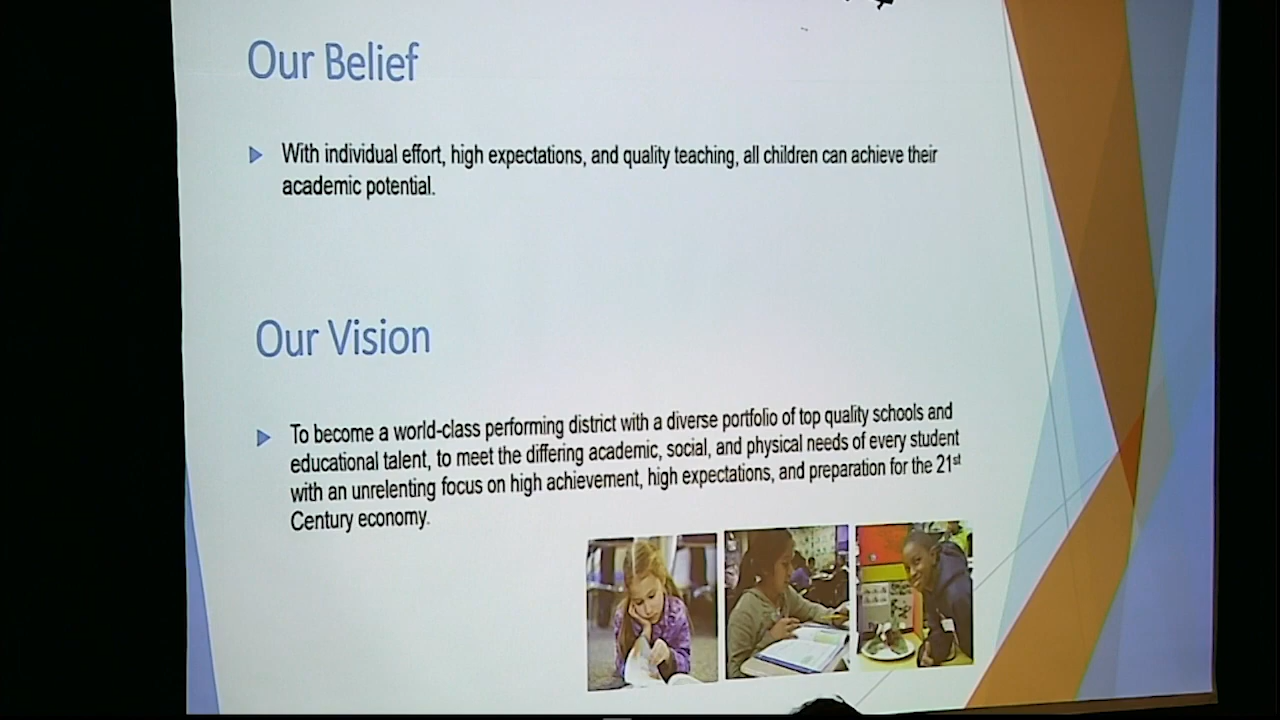 Our Belief
With individual effort, high expectations, and quality teaching, all children can achieve their
academic potential.
Our Vision
To become a world-class performing district with a diverse portfolio of top quality schools and
educational talent, to meet the differing academic, social, and physical needs of every student
with an unrelenting focus on high achievement, high expectations, and preparation for the 21st
Century economy.